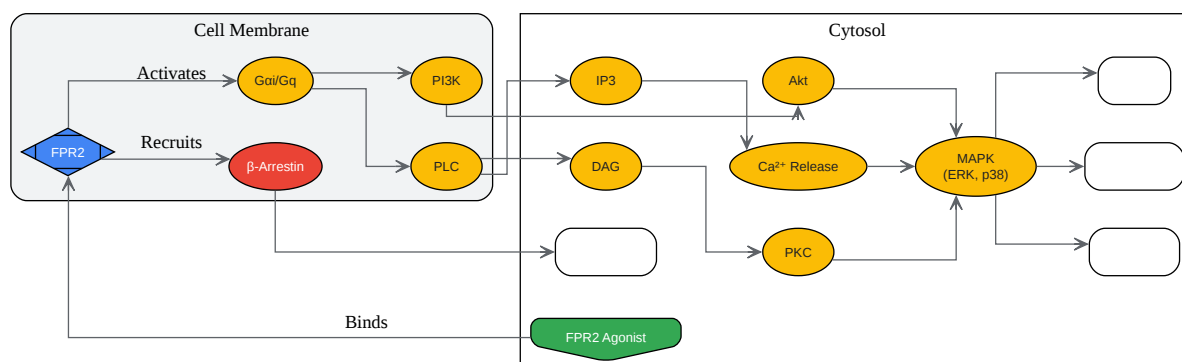 Cell Membrane
Cytosol
Activates
Gαi/Gq
PI3K
IP3
Akt
FPR2
Recruits
β-Arrestin
PLC
DAG
Ca²⁺ Release
MAPK
(ERK, p38)
PKC
Binds
FPR2 Agonist